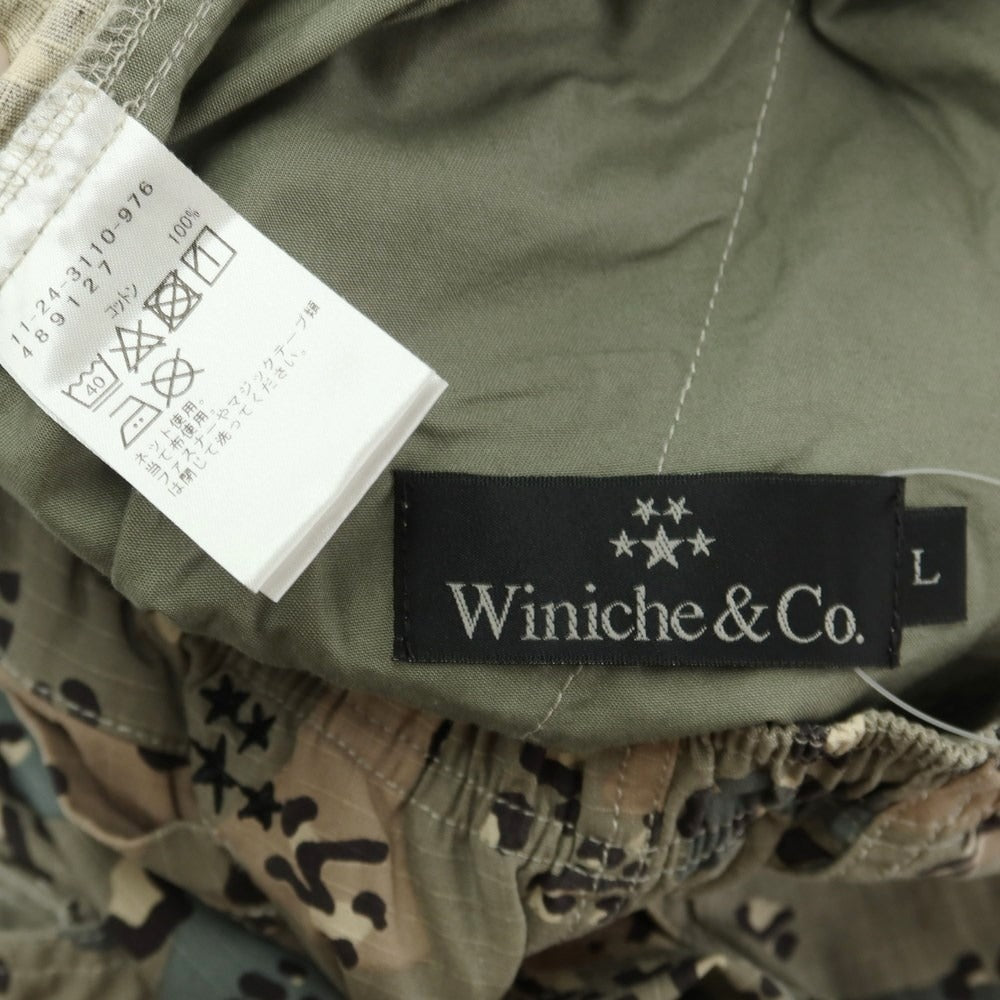 11-24-3110-976
489127
コットン 100%
40
ネット使用。
当て布使用。
ファスナーやマジックテープ類
は閉じて洗ってください。
Winiche&Co.
L